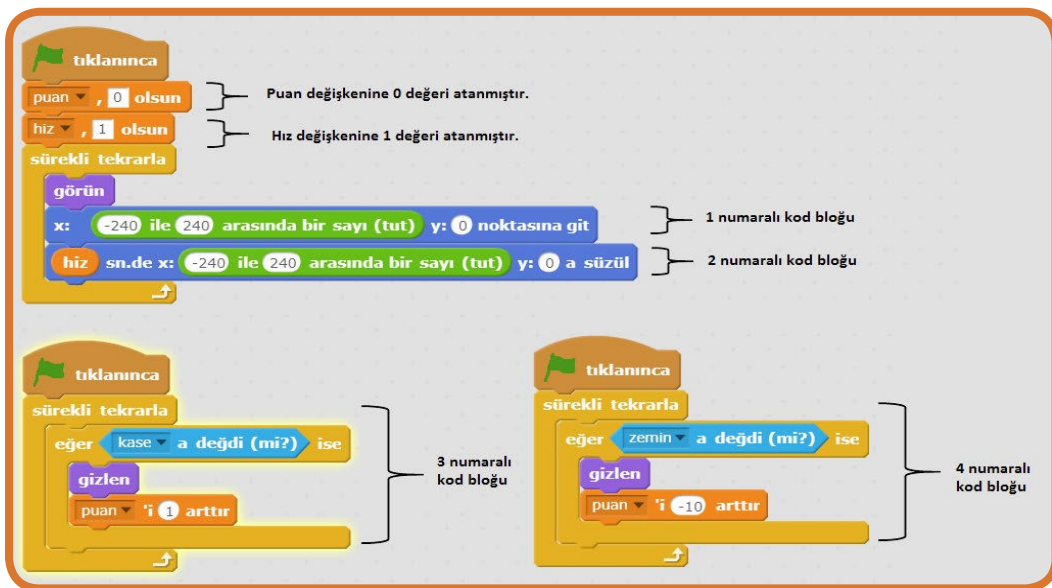 tıklanınca
puan , 0 olsun
Puan değişkenine 0 değeri atanmıştır.
hiz , 1 olsun
Hız değişkenine 1 değeri atanmıştır.
sürekli tekrarla
görün
x: -240 ile 240 arasında bir sayı (tut) y: 0 noktasına git
1 numaralı kod bloğu
hiz sn.de x: -240 ile 240 arasında bir sayı (tut) y: 0 a süzül
2 numaralı kod bloğu
tıklanınca
sürekli tekrarla
eğer kase a değdi (mi?) ise
gizlen
puan 'i 1 arttır
3 numaralı
kod bloğu
tıklanınca
sürekli tekrarla
eğer zemin a değdi (mi?) ise
gizlen
puan 'i -10 arttır
4 numaralı
kod bloğu